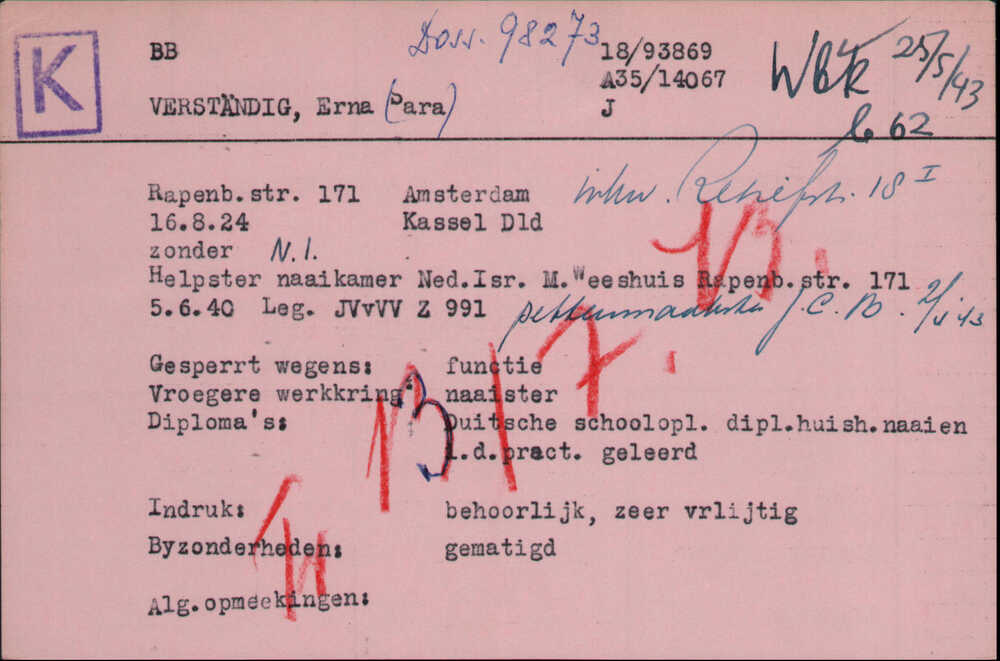 K
BB
Doss. 98273
18/93869
A35/14067
J
Wbk 25/5/43
b 62
VERSTÄNDIG, Erna (Sara)
Rapenb.str. 171 Amsterdam
16.8.24 Kassel Dld
zonder N.I.
Helpster naaikamer Ned.Isr. M.Weeshuis Rapenb.str. 171
5.6.40 Leg. JVvVV Z 991
J.C.B.
Gesperrt wegens: functie
Vroegere werkkring: naaister
Diploma's: Duitsche schoolopl. dipl.huish.naaien
i.d.pract. geleerd
13/7.
Indruk: behoorlijk, zeer vrlijtig
Byzonderheden: gematigd
Alg.opmeekingen: